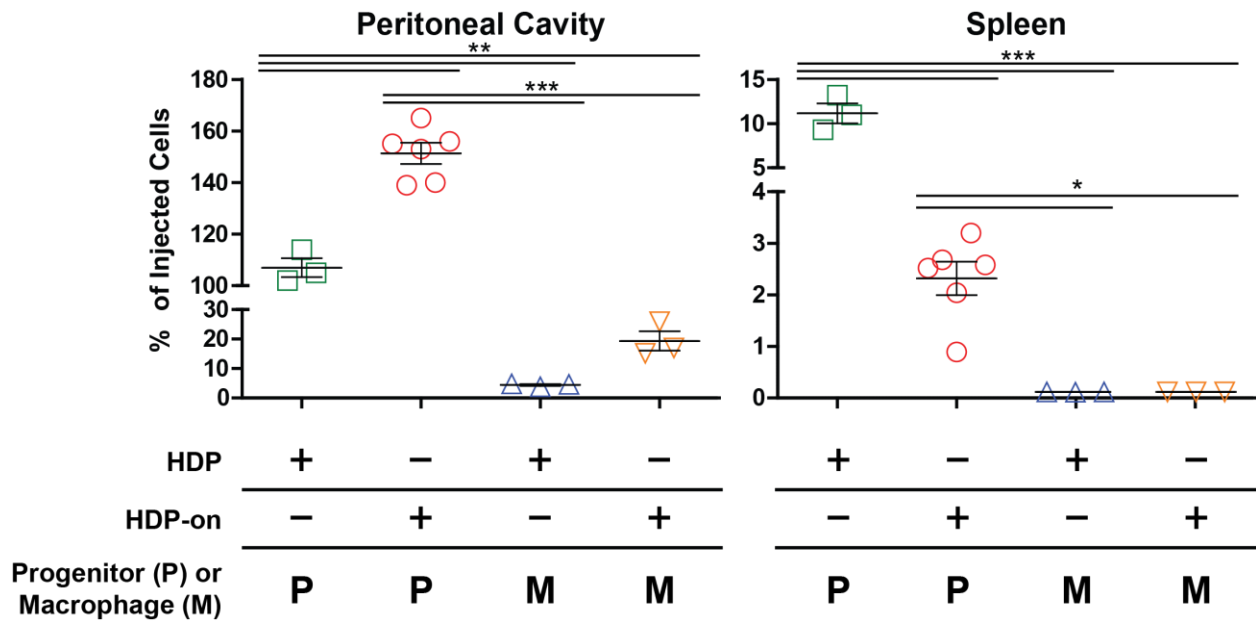 Peritoneal Cavity Spleen
** ***
*** *
% of Injected Cells
180
160
140
120
100
30
20
10
0
15
10
5
4
3
2
1
0
HDP + − + − + − + −
HDP-on − + − + − + − +
Progenitor (P) or
Macrophage (M)
P P M M P P M M